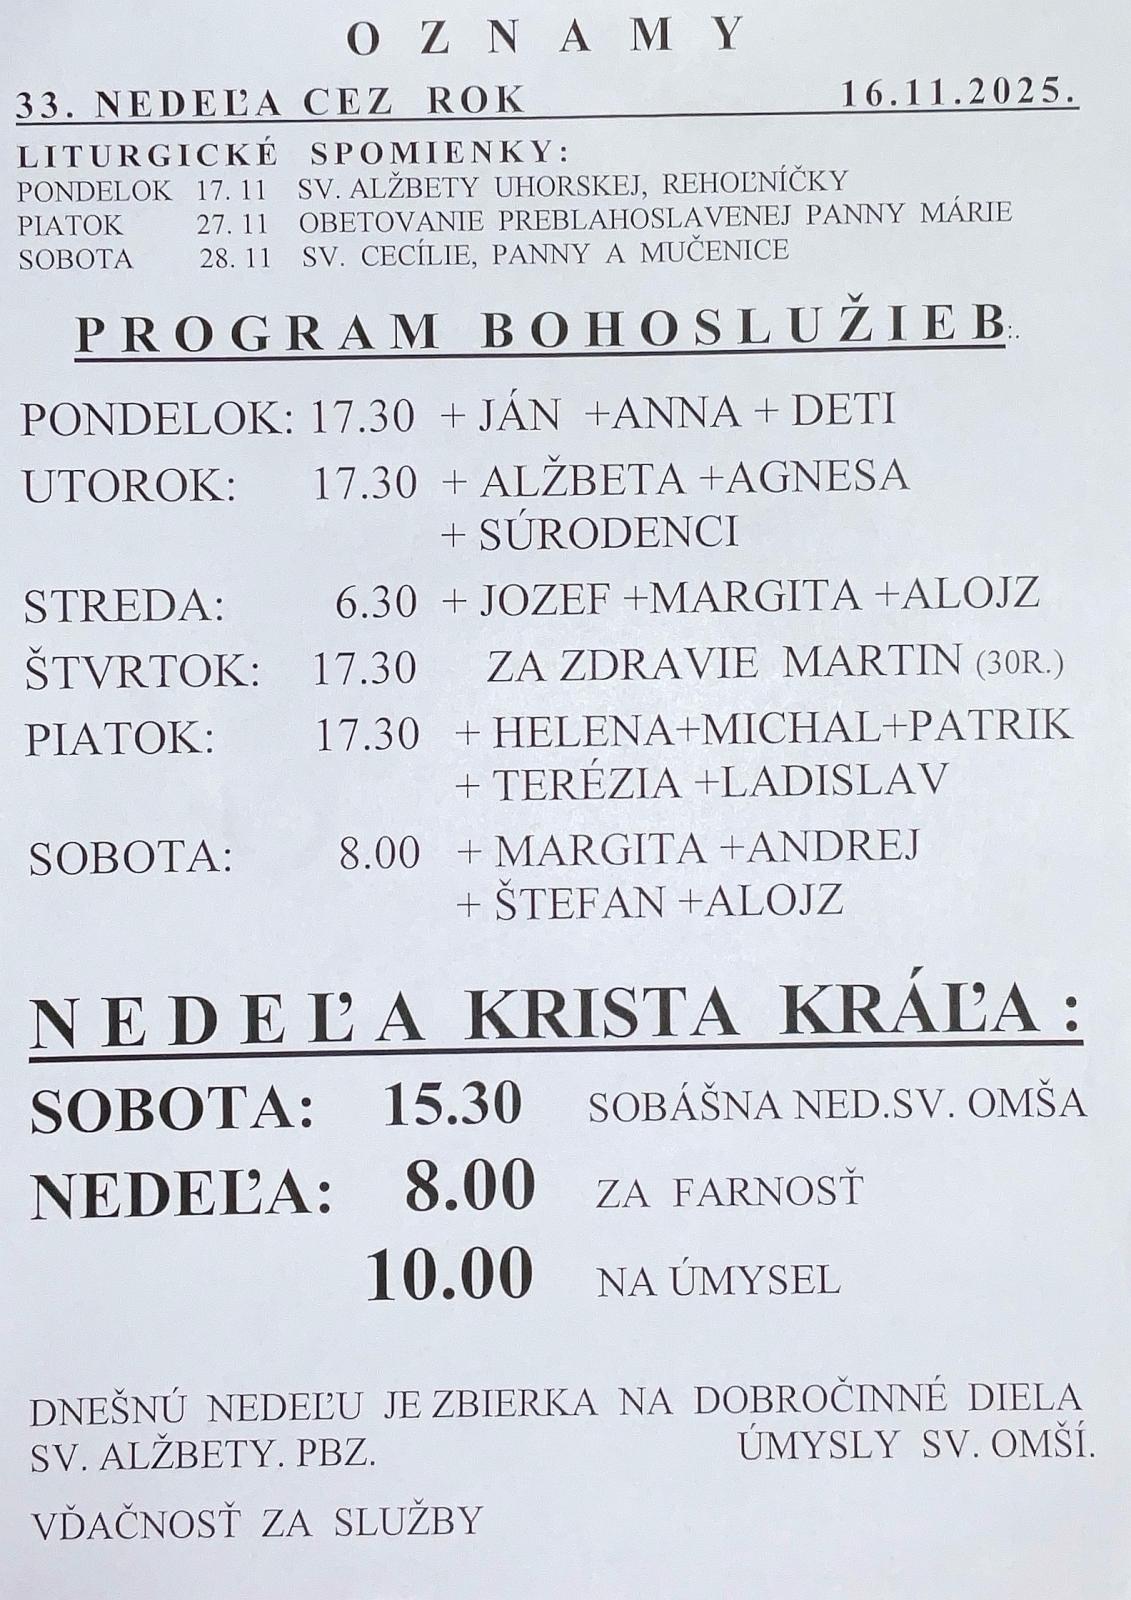 OZNAMY
33. NEDEĽA CEZ ROK 16.11.2025.
LITURGICKÉ SPOMIENKY:
PONDELOK 17. 11 SV. ALŽBETY UHORSKEJ, REHOĽNÍČKY
PIATOK 27. 11 OBETOVANIE PREBLAHOSLAVENEJ PANNY MÁRIE
SOBOTA 28. 11 SV. CECÍLIE, PANNY A MUČENICE
PROGRAM BOHOSLUŽIEB:.
PONDELOK: 17.30 + JÁN +ANNA + DETI
UTOROK: 17.30 + ALŽBETA +AGNESA
+ SÚRODENCI
STREDA: 6.30 + JOZEF +MARGITA +ALOJZ
ŠTVRTOK: 17.30 ZA ZDRAVIE MARTIN (30R.)
PIATOK: 17.30 + HELENA+MICHAL+PATRIK
+ TERÉZIA +LADISLAV
SOBOTA: 8.00 + MARGITA +ANDREJ
+ ŠTEFAN +ALOJZ
NEDEĽA KRISTA KRÁĽA :
SOBOTA: 15.30 SOBÁŠNA NED.SV. OMŠA
NEDEĽA: 8.00 ZA FARNOSŤ
10.00 NA ÚMYSEL
DNEŠNÚ NEDEĽU JE ZBIERKA NA DOBROČINNÉ DIELA
SV. ALŽBETY. PBZ. ÚMYSLY SV. OMŠÍ.
VĎAČNOSŤ ZA SLUŽBY